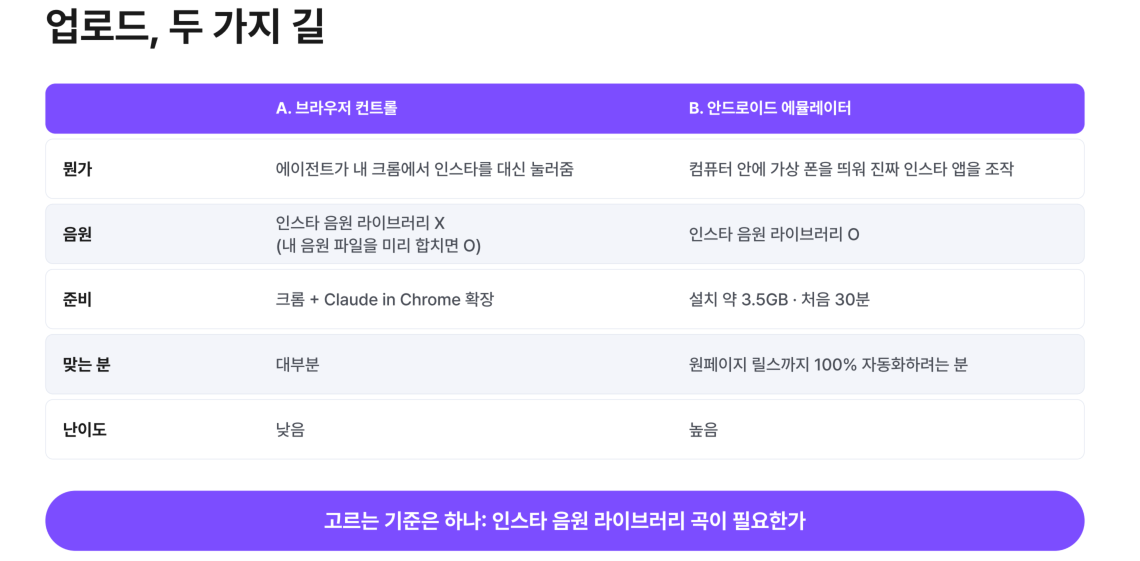 업로드, 두 가지 길
A. 브라우저 컨트롤
B. 안드로이드 에뮬레이터
뭔가
에이전트가 내 크롬에서 인스타를 대신 눌러줌
컴퓨터 안에 가상 폰을 띄워 진짜 인스타 앱을 조작
음원
인스타 음원 라이브러리 X
(내 음원 파일을 미리 합치면 O)
인스타 음원 라이브러리 O
준비
크롬 + Claude in Chrome 확장
설치 약 3.5GB · 처음 30분
맞는 분
대부분
원페이지 릴스까지 100% 자동화하려는 분
난이도
낮음
높음
고르는 기준은 하나: 인스타 음원 라이브러리 곡이 필요한가